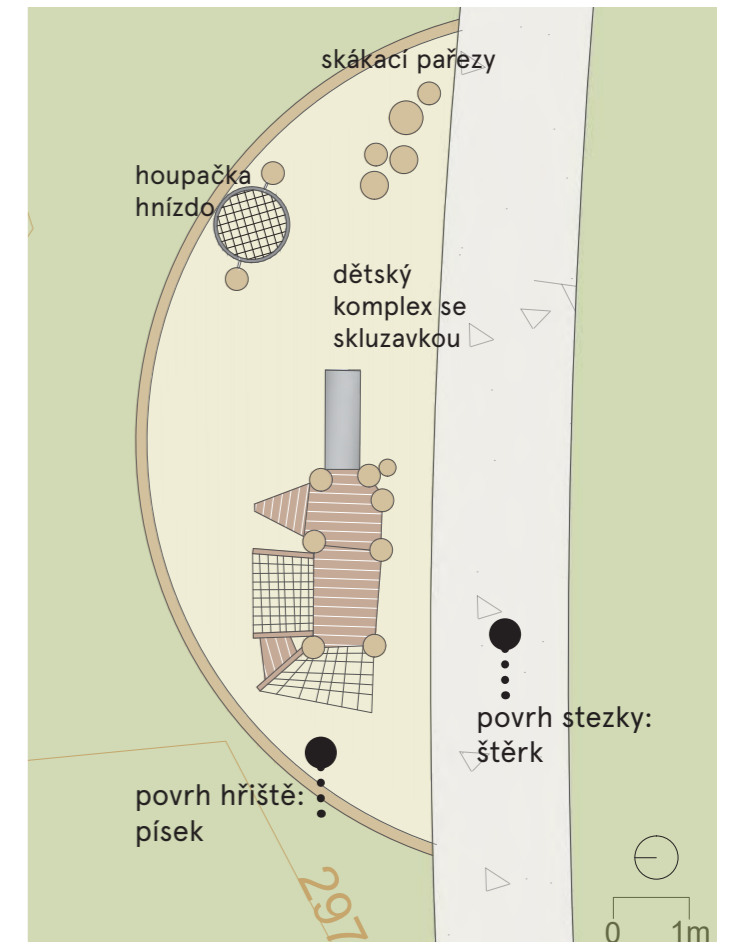 skákací pařezy
houpačka
hnízdo
dětský
komplex se
skluzavkou
povrh stezky:
štěrk
povrh hřiště:
písek
297
0 1m